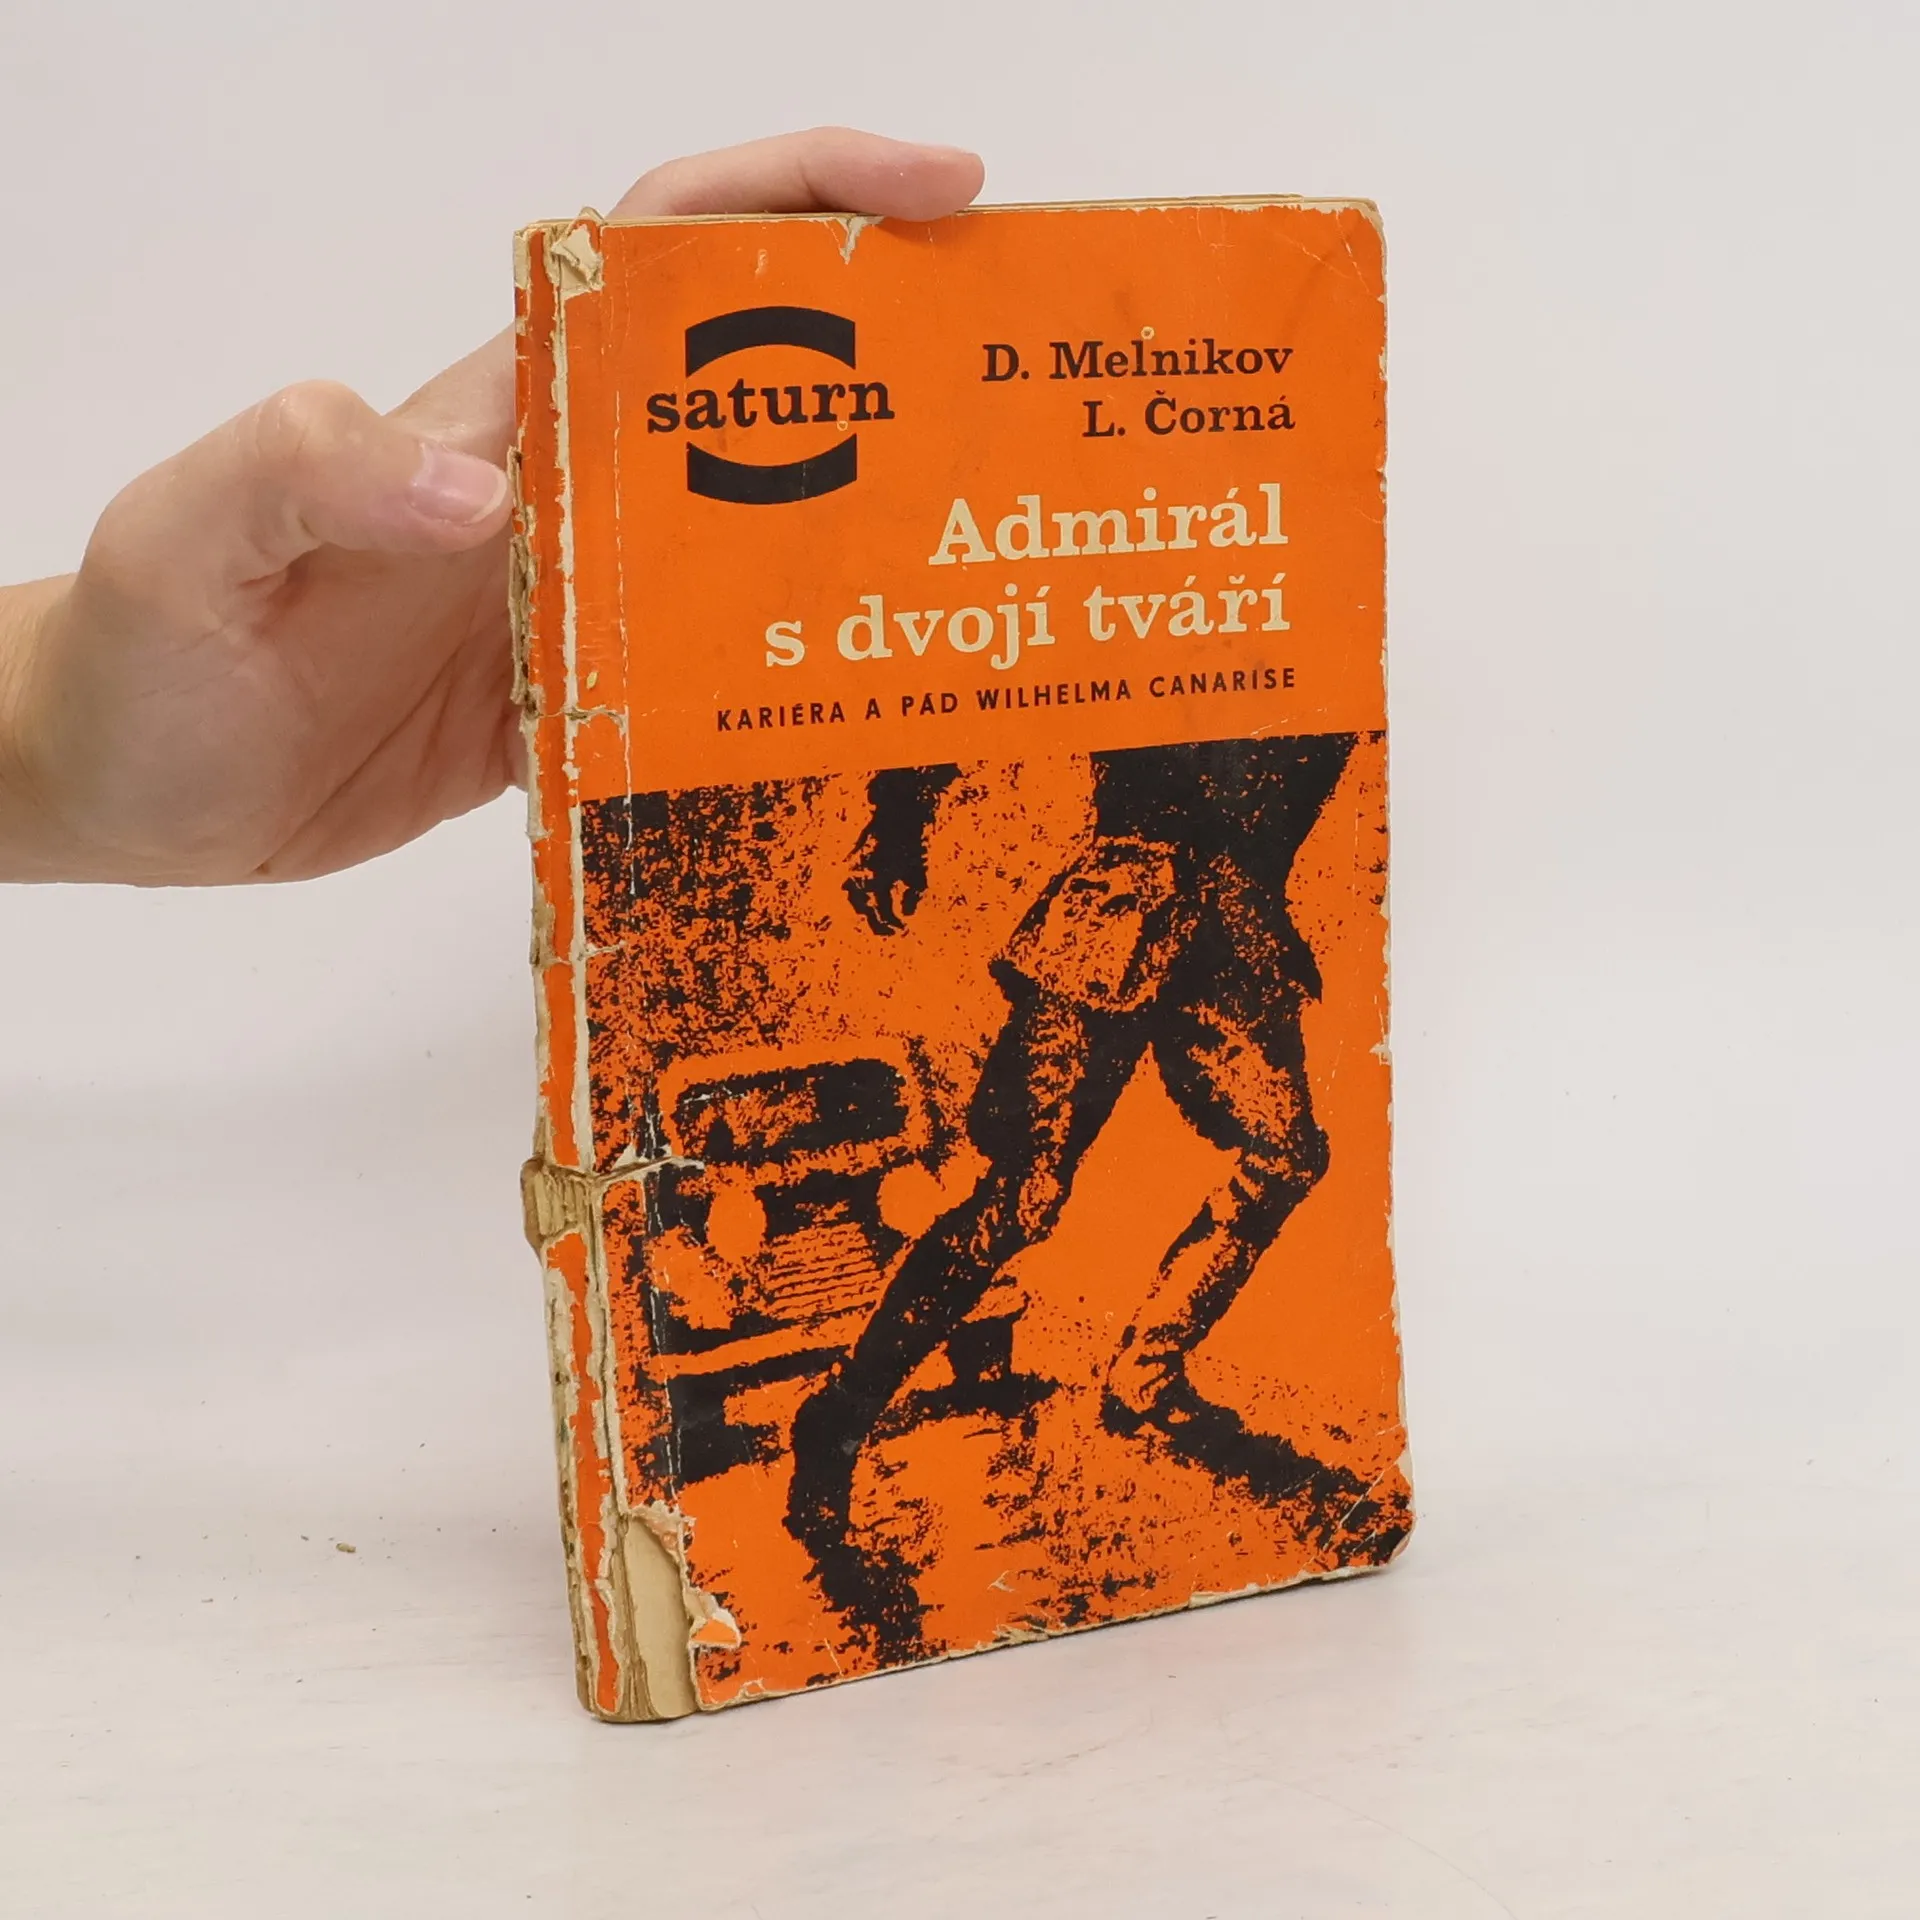 saturn
D. Melnikov
L. Čorná
Admirál
s dvojí tváří
KARIÉRA A PÁD WILHELMA CANARISE